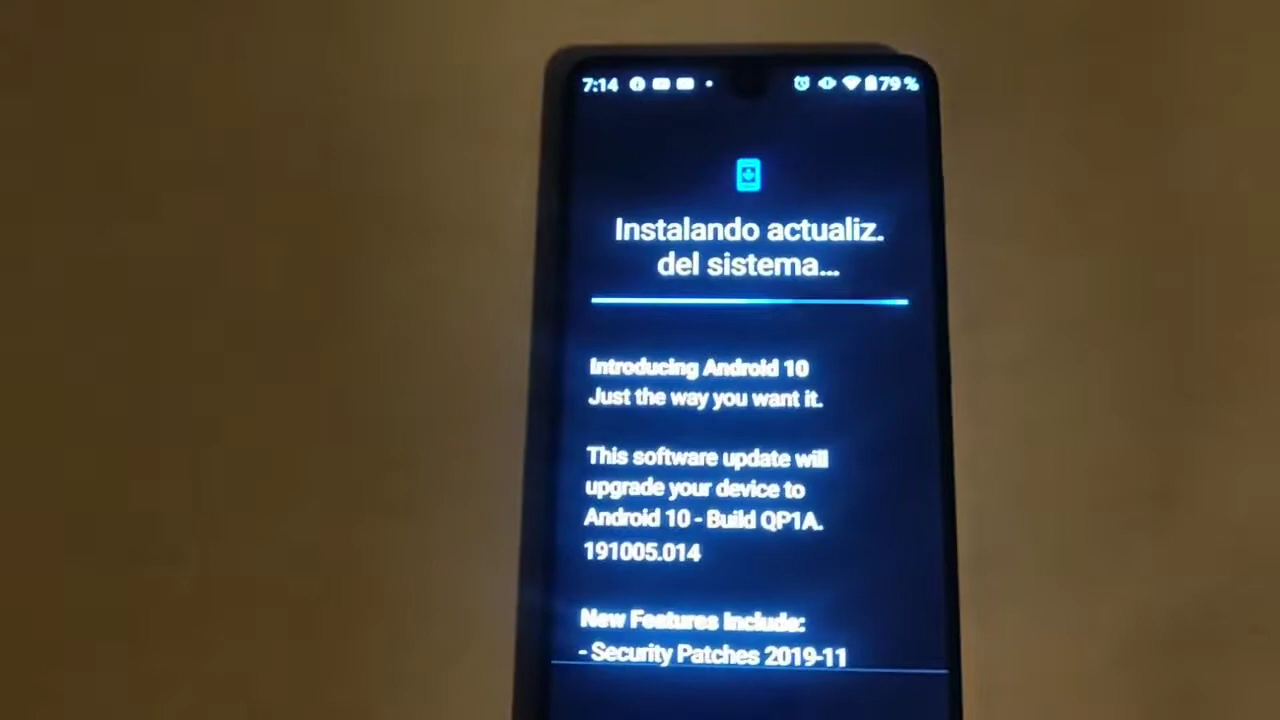 7:14
79 %
Instalando actualiz.
del sistema...
Introducing Android 10
Just the way you want it.
This software update will
upgrade your device to
Android 10 - Build QP1A.
191005.014
New Features Include:
- Security Patches 2019-11